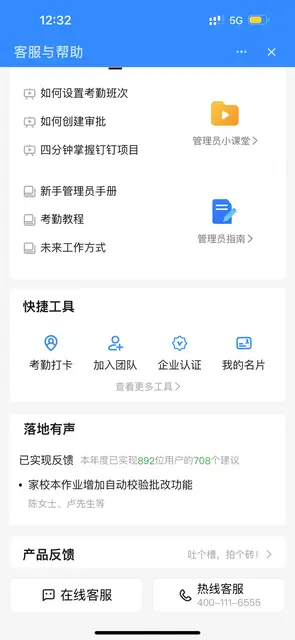 12:32
5G
客服与帮助
如何设置考勤班次
如何创建审批
四分钟掌握钉钉项目
管理员小课堂
新手管理员手册
考勤教程
未来工作方式
管理员指南
快捷工具
考勤打卡
加入团队
企业认证
我的名片
查看更多工具
落地有声
已实现反馈 本年度已实现892位用户的708个建议
• 家校本作业增加自动校验批改功能
陈女士、卢先生等
产品反馈
吐个槽，拍个砖！
在线客服
热线客服
400-111-6555